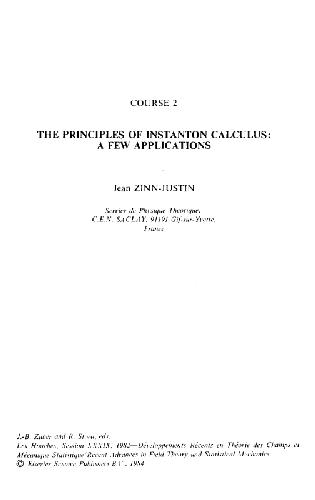 COURSE 2
THE PRINCIPLES OF INSTANTON CALCULUS:
A FEW APPLICATIONS
Jean ZINN-JUSTIN
Service de Physique Théorique,
C.E.N. SACLAY, 91191 Gif-sur-Yvette,
France
J.-B. Zuber and R. Stora, eds.
Les Houches, Session XXXIX, 1982—Développements Récents en Théorie des Champs et
Mécanique Statistique/Recent Advances in Field Theory and Statistical Mechanics
© Elsevier Science Publishers B.V., 1984